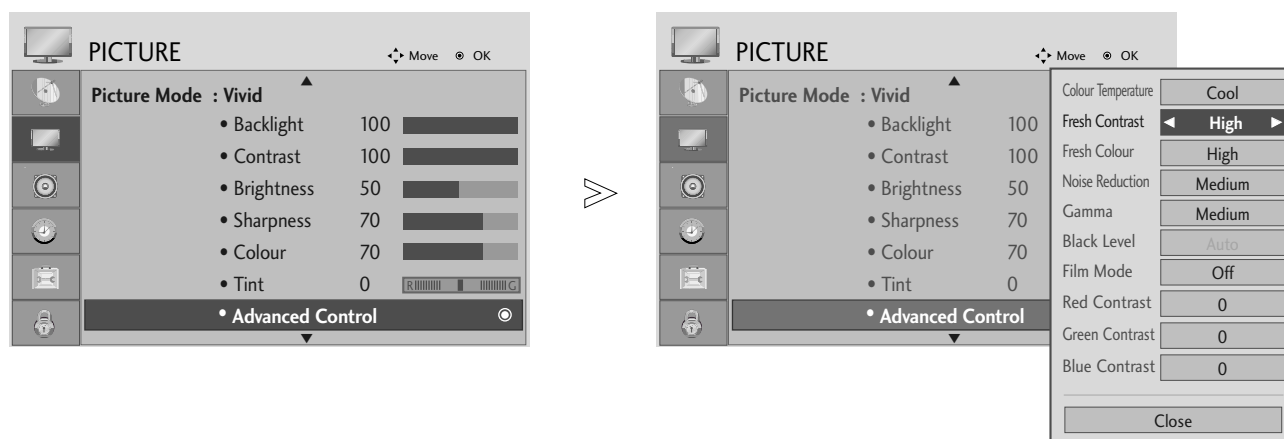 PICTURE
Move OK
Picture Mode : Vivid
• Backlight 100
• Contrast 100
• Brightness 50
• Sharpness 70
• Colour 70
• Tint 0 R G
• Advanced Control
PICTURE
Move OK
Picture Mode : Vivid
• Backlight 100
• Contrast 100
• Brightness 50
• Sharpness 70
• Colour 70
• Tint 0
• Advanced Control
Colour Temperature Cool
Fresh Contrast ◄ High ►
Fresh Colour High
Noise Reduction Medium
Gamma Medium
Black Level Auto
Film Mode Off
Red Contrast 0
Green Contrast 0
Blue Contrast 0
Close